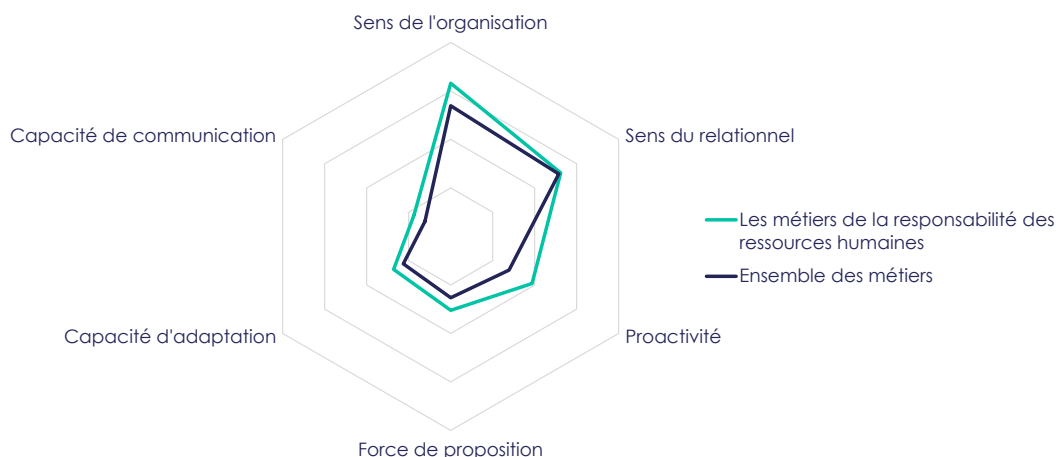 Sens de l'organisation
Capacité de communication
Sens du relationnel
Les métiers de la responsabilité des
ressources humaines
Ensemble des métiers
Capacité d'adaptation
Proactivité
Force de proposition